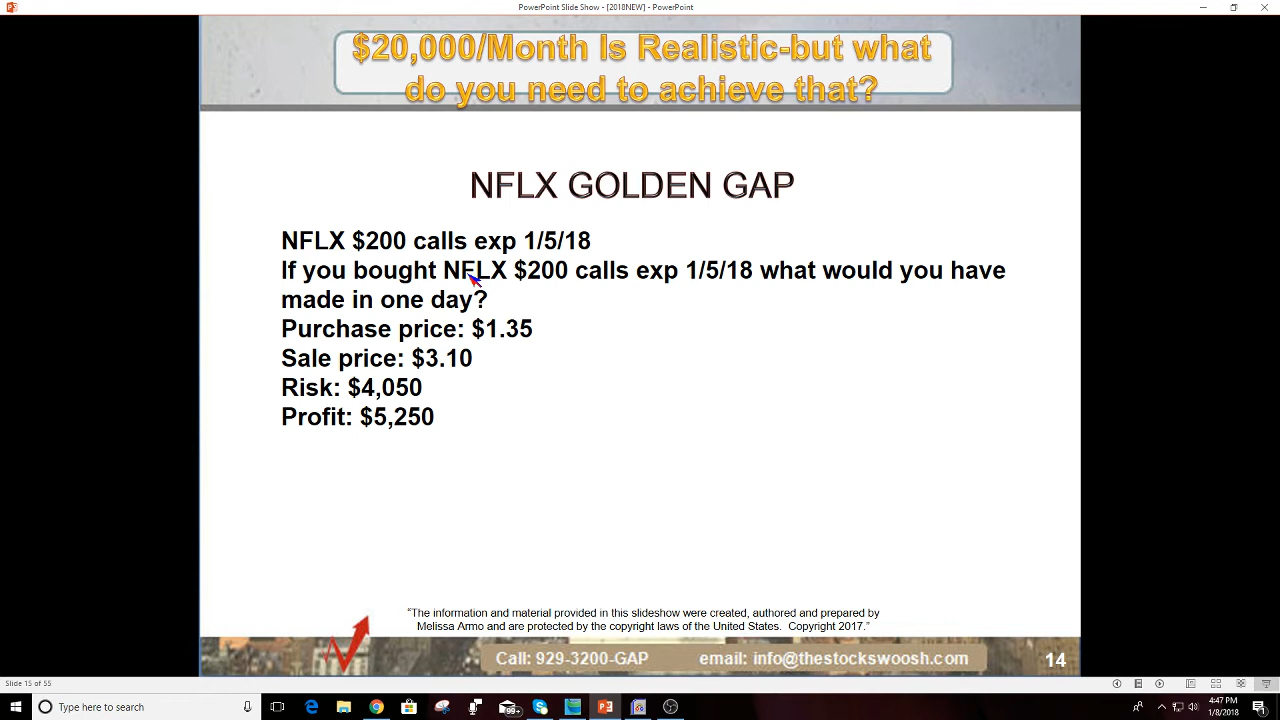 PowerPoint Slide Show - [2018NEW] - PowerPoint
$20,000/Month Is Realistic-but what
do you need to achieve that?
NFLX GOLDEN GAP
NFLX $200 calls exp 1/5/18
If you bought NFLX $200 calls exp 1/5/18 what would you have
made in one day?
Purchase price: $1.35
Sale price: $3.10
Risk: $4,050
Profit: $5,250
"The information and material provided in this slideshow were created, authored and prepared by
Melissa Armo and are protected by the copyright laws of the United States. Copyright 2017."
Call: 929-3200-GAP email: info@thestockswoosh.com
14
Slide 15 of 55
Type here to search
99+
4:47 PM
1/8/2018